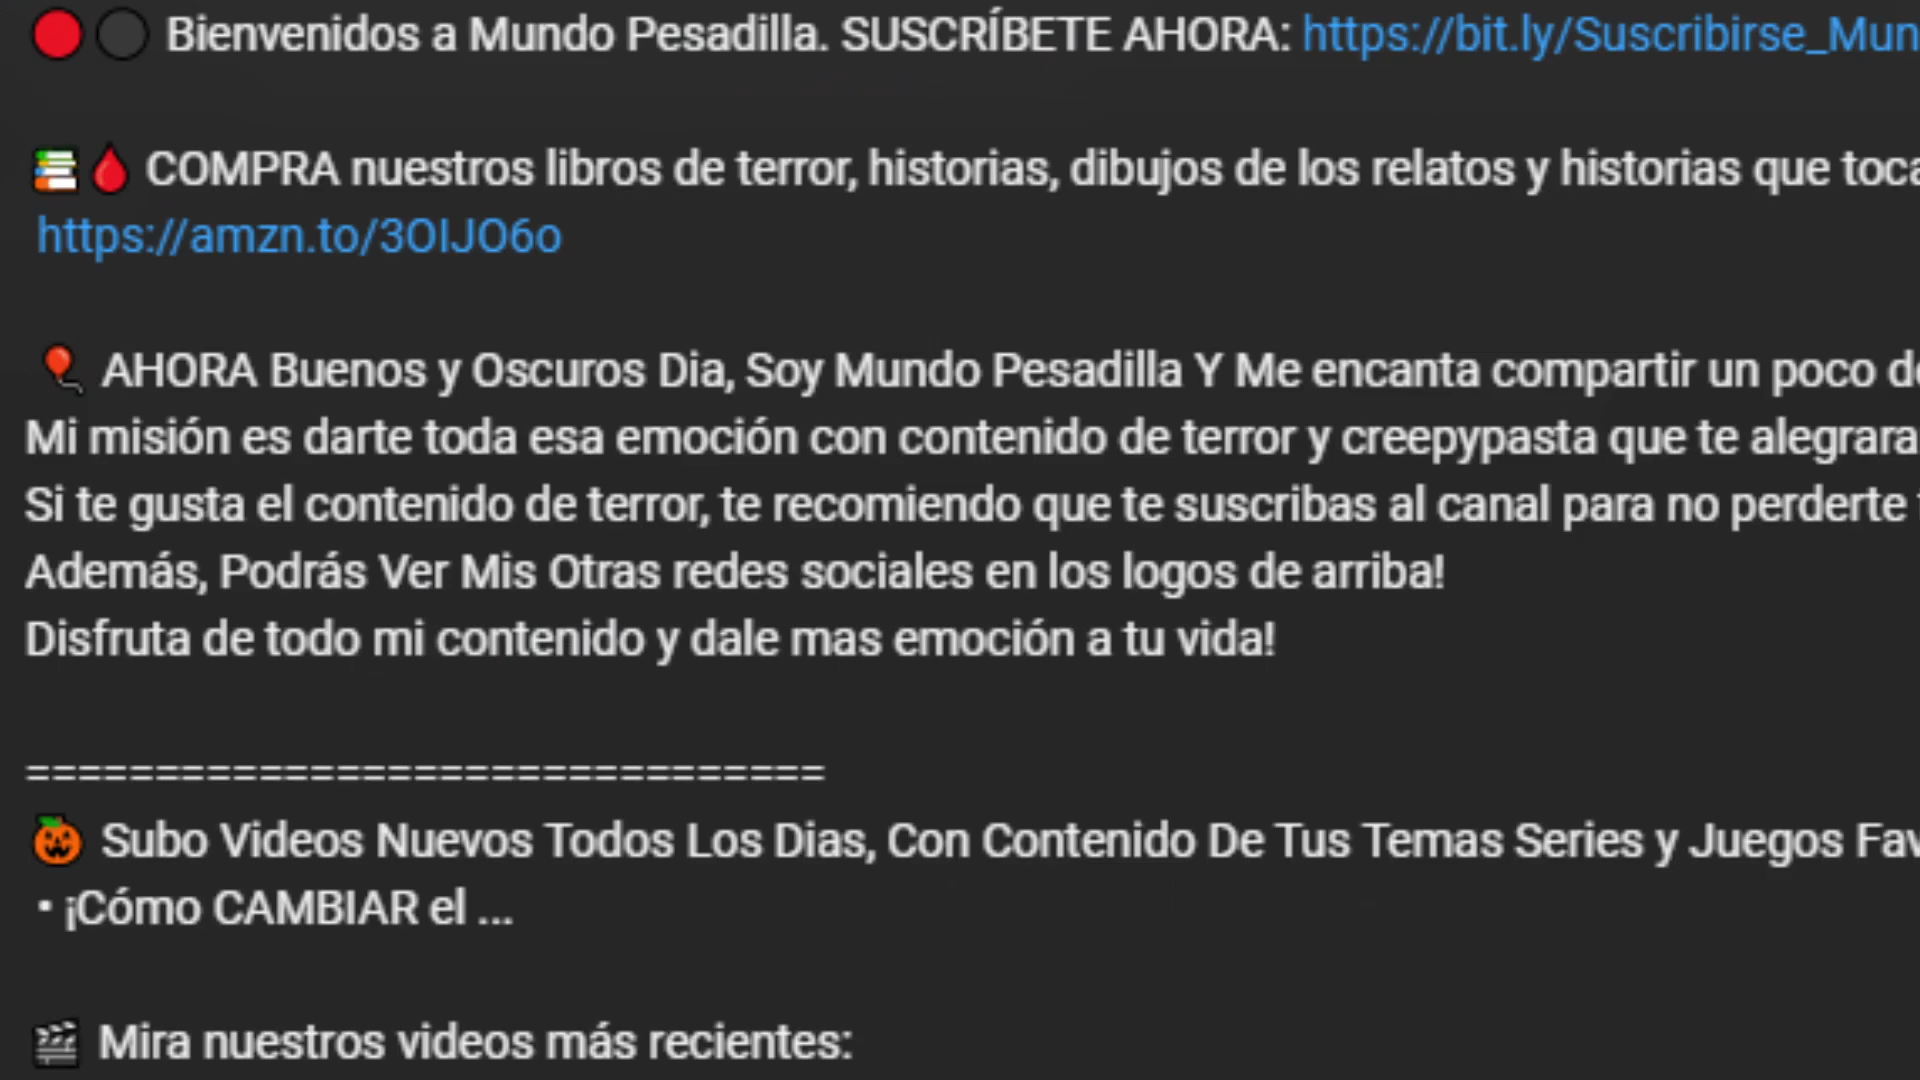 🔴⚫ Bienvenidos a Mundo Pesadilla. SUSCRÍBETE AHORA: https://bit.ly/Suscribirse_Mun
📚🩸 COMPRA nuestros libros de terror, historias, dibujos de los relatos y historias que toca
https://amzn.to/3OIJO6o
🎈 AHORA Buenos y Oscuros Dia, Soy Mundo Pesadilla Y Me encanta compartir un poco de
Mi misión es darte toda esa emoción con contenido de terror y creepypasta que te alegrara
Si te gusta el contenido de terror, te recomiendo que te suscribas al canal para no perderte
Además, Podrás Ver Mis Otras redes sociales en los logos de arriba!
Disfruta de todo mi contenido y dale mas emoción a tu vida!
===============================
🎃 Subo Videos Nuevos Todos Los Dias, Con Contenido De Tus Temas Series y Juegos Fav
▪ ¡Cómo CAMBIAR el ...
🎬 Mira nuestros videos más recientes: